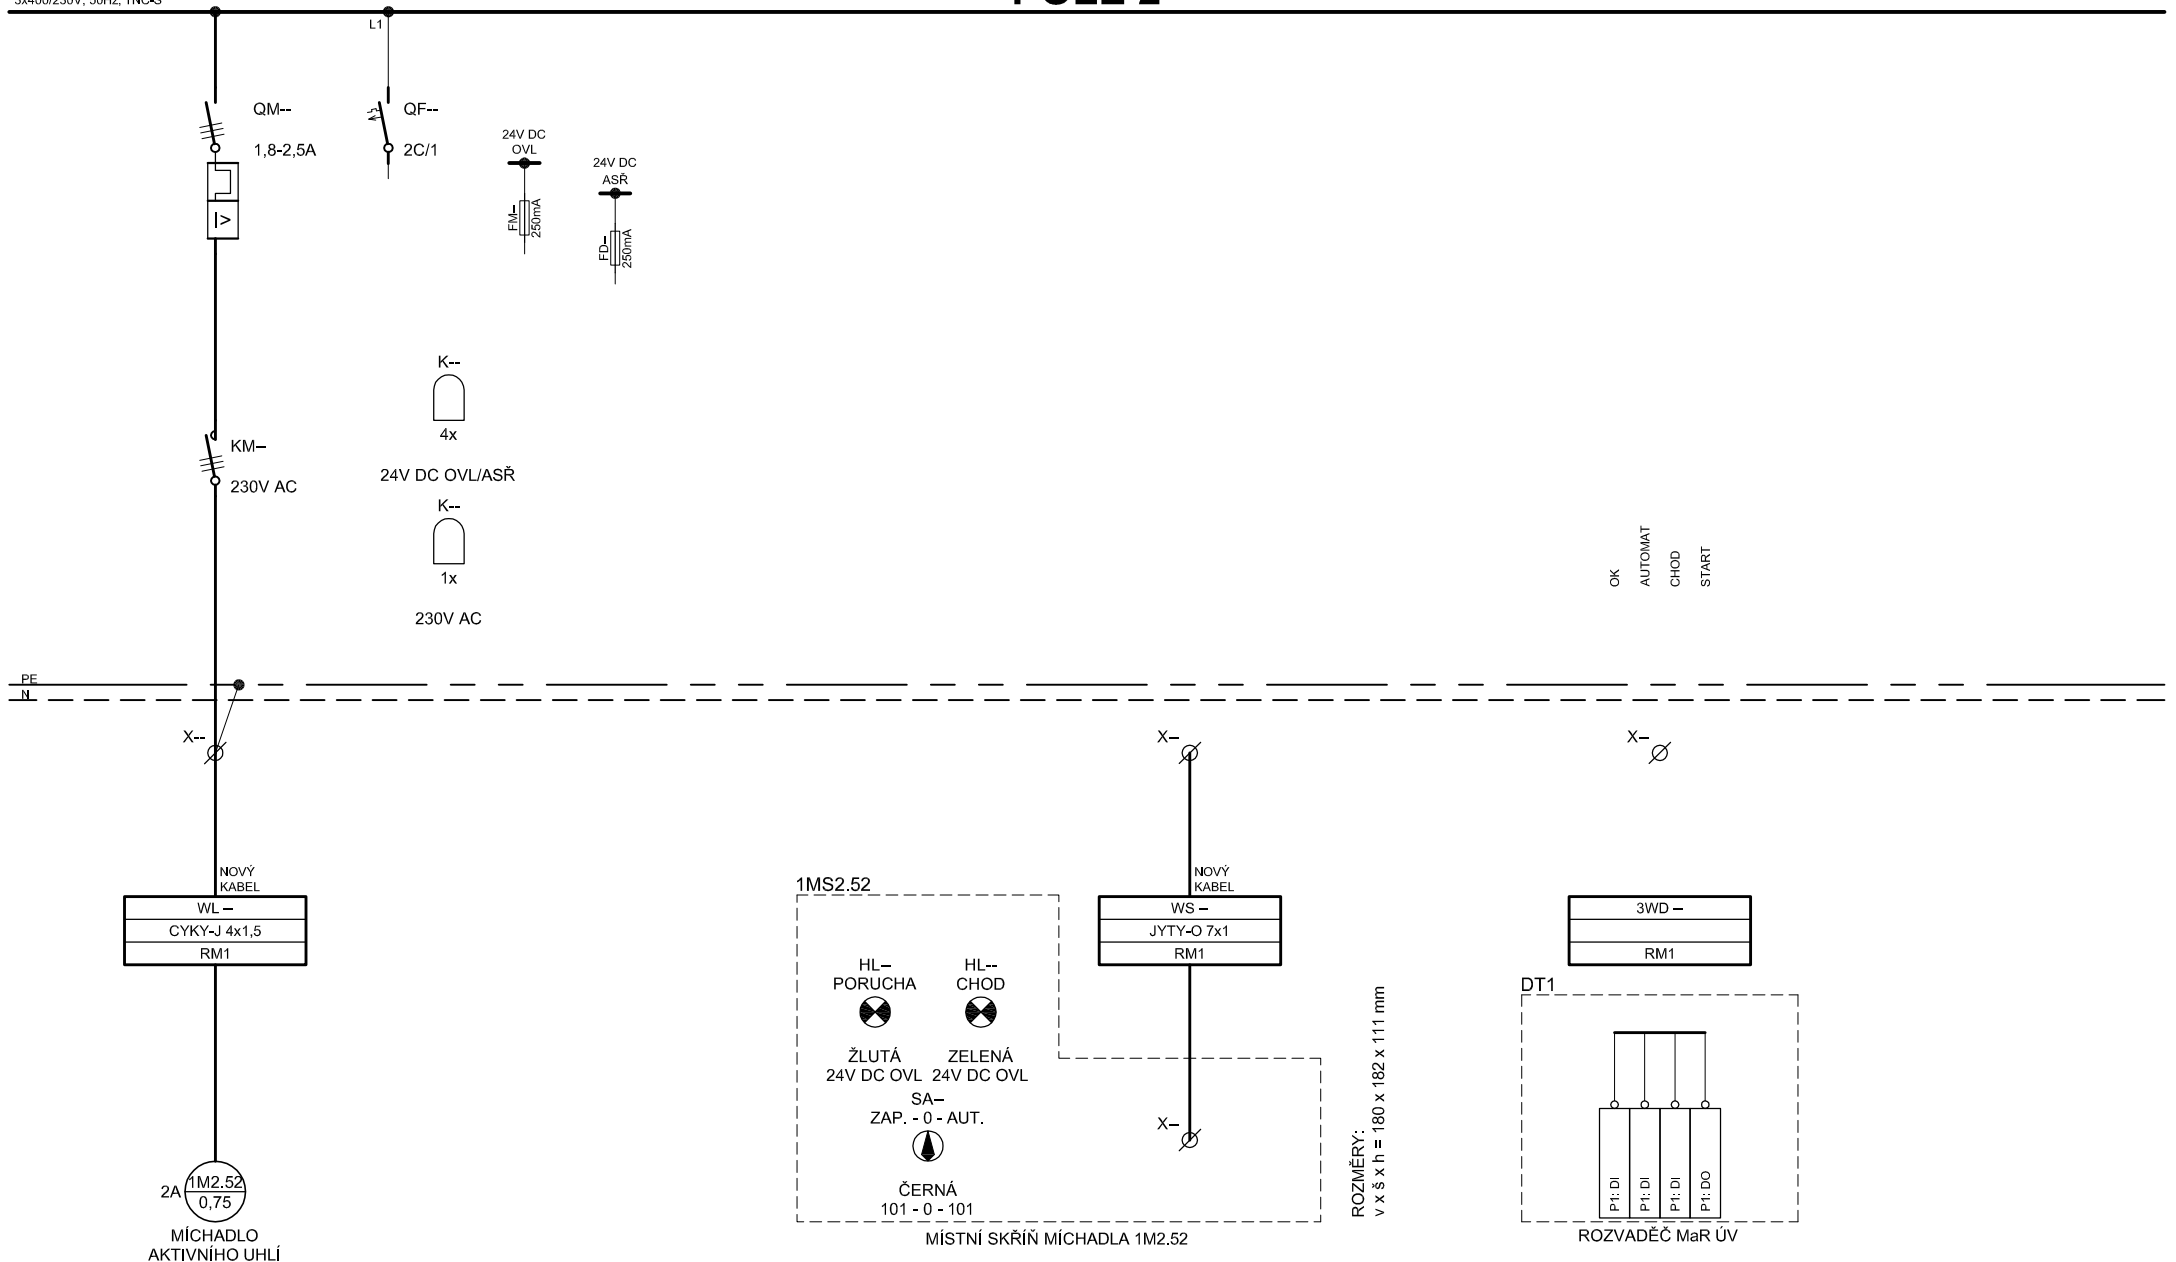 3x400/230V, 50Hz, TNC-S
POLE 2
L1
QM--
1,8-2,5A
QF--
2C/1
24V DC
OVL
FM–
250mA
24V DC
ASŘ
FD–
250mA
I>
K--
4x
24V DC OVL/ASŘ
K--
1x
230V AC
KM–
230V AC
OK
AUTOMAT
CHOD
START
PE
N
X--
X–
X–
NOVÝ
KABEL
WL –
CYKY-J 4x1,5
RM1
2A
1M2.52
0,75
MÍCHADLO
AKTIVNÍHO UHLÍ
1MS2.52
HL–
PORUCHA
ŽLUTÁ
24V DC OVL
HL--
CHOD
ZELENÁ
24V DC OVL
SA–
ZAP. - 0 - AUT.
ČERNÁ
101 - 0 - 101
NOVÝ
KABEL
WS –
JYTY-O 7x1
RM1
X–
MÍSTNÍ SKŘÍŇ MÍCHADLA 1M2.52
ROZMĚRY:
v x š x h = 180 x 182 x 111 mm
3WD –
RM1
DT1
P1: DI
P1: DI
P1: DI
P1: DO
ROZVADĚČ MaR ÚV